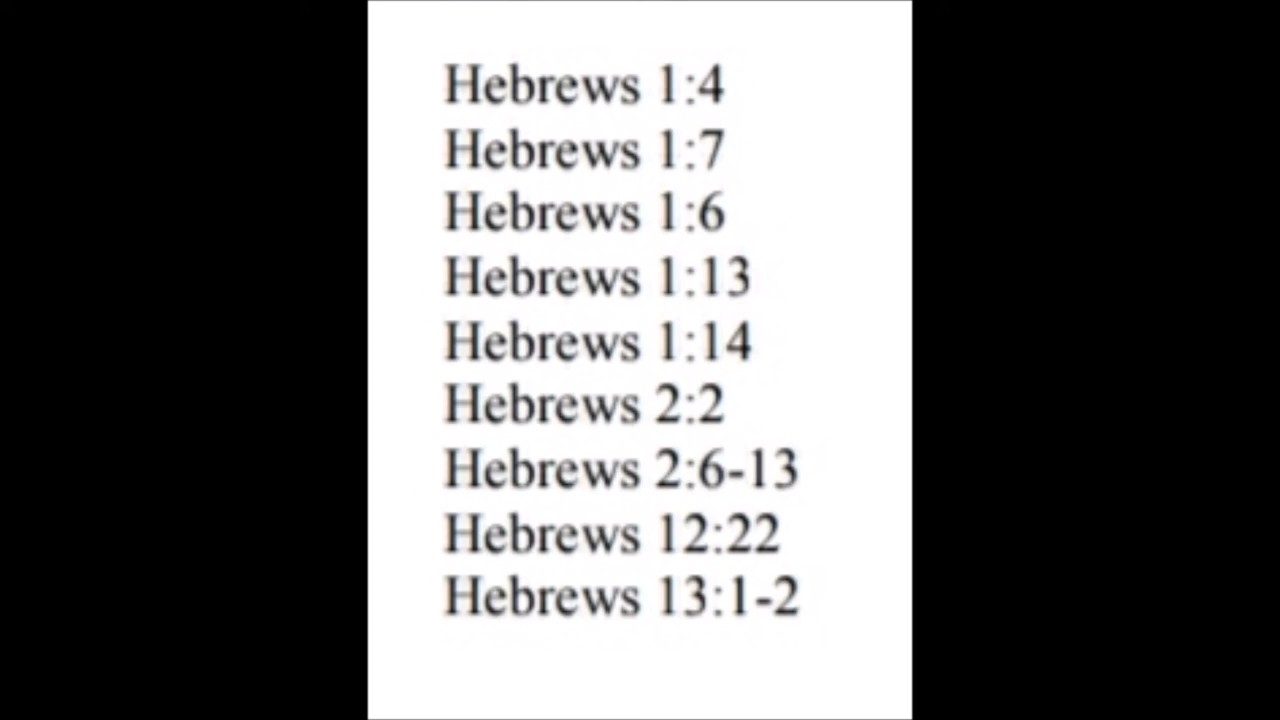 Hebrews 1:4
Hebrews 1:7
Hebrews 1:6
Hebrews 1:13
Hebrews 1:14
Hebrews 2:2
Hebrews 2:6-13
Hebrews 12:22
Hebrews 13:1-2